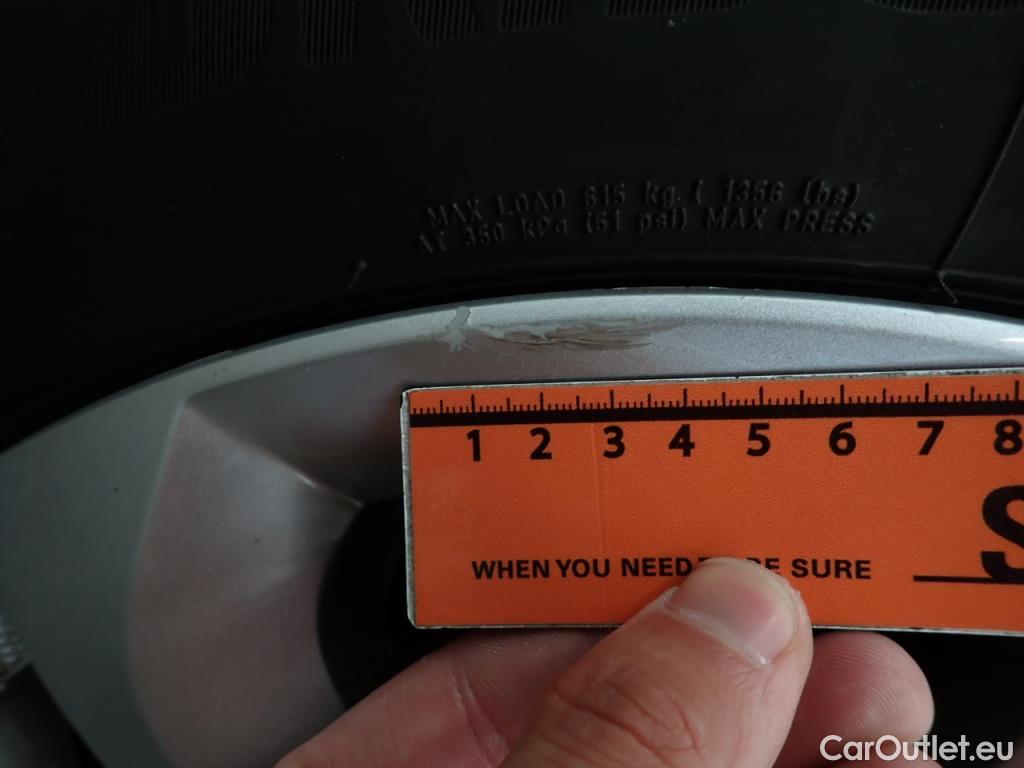 MAX LOAD 615 kg. ( 1356 lbs)
AT 350 kPa (51 psi) MAX PRESS
1 2 3 4 5 6 7 8
S
WHEN YOU NEED SURE
CarOutlet.eu